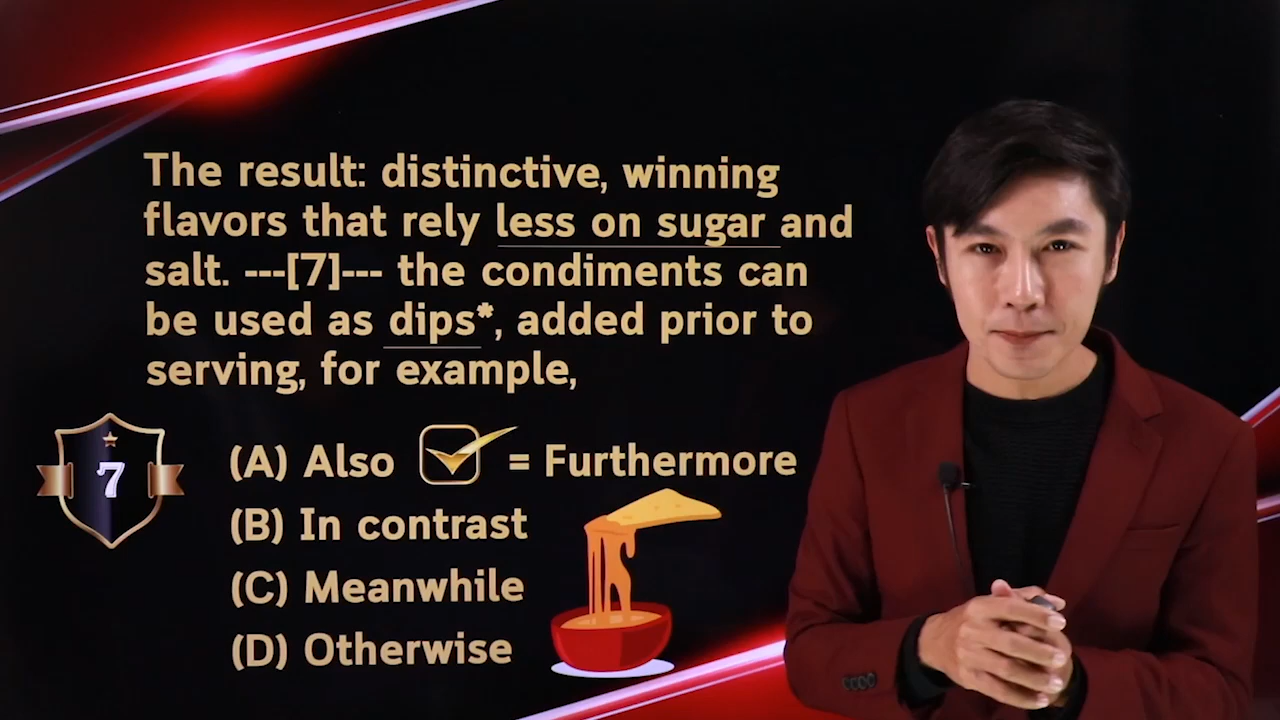 The result: distinctive, winning
flavors that rely less on sugar and
salt. ---[7]--- the condiments can
be used as dips*, added prior to
serving, for example,
7
(A) Also = Furthermore
(B) In contrast
(C) Meanwhile
(D) Otherwise